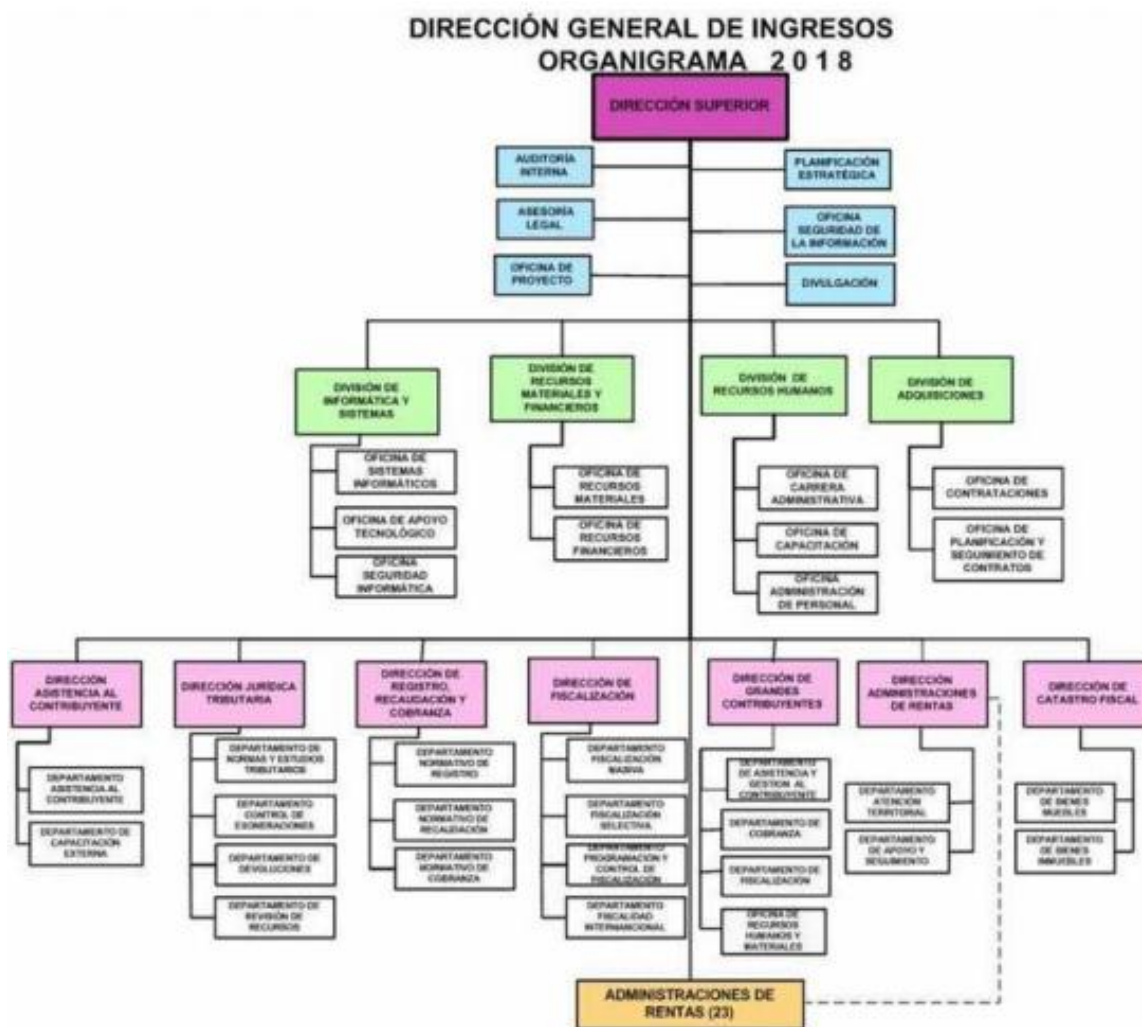 DIRECCIÓN GENERAL DE INGRESOS
ORGANIGRAMA 2 0 1 8
DIRECCIÓN SUPERIOR
AUDITORÍA
INTERNA
PLANIFICACIÓN
ESTRATÉGICA
ASESORÍA
LEGAL
OFICINA
SEGURIDAD DE
LA INFORMACIÓN
OFICINA DE
PROYECTO
DIVULGACIÓN
DIVISIÓN DE
INFORMÁTICA Y
SISTEMAS
DIVISIÓN DE
RECURSOS
MATERIALES Y
FINANCIEROS
DIVISIÓN DE
RECURSOS HUMANOS
DIVISIÓN DE
ADQUISICIONES
OFICINA DE
SISTEMAS
INFORMÁTICOS
OFICINA DE APOYO
TECNOLÓGICO
OFICINA
SEGURIDAD
INFORMÁTICA
OFICINA DE
RECURSOS
MATERIALES
OFICINA DE
RECURSOS
FINANCIEROS
OFICINA DE
CARRERA
ADMINISTRATIVA
OFICINA DE
CAPACITACIÓN
OFICINA
ADMINISTRACIÓN
DE PERSONAL
OFICINA DE
CONTRATACIONES
OFICINA DE
PLANIFICACIÓN Y
SEGUIMIENTO DE
CONTRATOS
DIRECCIÓN
ASISTENCIA AL
CONTRIBUYENTE
DIRECCIÓN JURÍDICA
TRIBUTARIA
DIRECCIÓN DE
REGISTRO,
RECAUDACIÓN Y
COBRANZA
DIRECCIÓN DE
FISCALIZACIÓN
DIRECCIÓN DE
GRANDES
CONTRIBUYENTES
DIRECCIÓN
ADMINISTRACIONES
DE RENTAS
DIRECCIÓN DE
CATASTRO FISCAL
DEPARTAMENTO
ASISTENCIA AL
CONTRIBUYENTE
DEPARTAMENTO DE
CAPACITACIÓN
EXTERNA
DEPARTAMENTO DE
NORMAS Y ESTUDIOS
TRIBUTARIOS
DEPARTAMENTO
CONTROL DE
EXONERACIONES
DEPARTAMENTO DE
DEVOLUCIONES
DEPARTAMENTO DE
REVISIÓN DE
RECURSOS
DEPARTAMENTO
NORMATIVO DE
REGISTRO
DEPARTAMENTO
NORMATIVO DE
RECAUDACIÓN
DEPARTAMENTO
NORMATIVO DE
COBRANZA
DEPARTAMENTO
FISCALIZACIÓN
MASIVA
DEPARTAMENTO
FISCALIZACIÓN
SELECTIVA
DEPARTAMENTO
PROGRAMACIÓN Y
CONTROL DE
FISCALIZACIÓN
DEPARTAMENTO
FISCALIDAD
INTERNANCIONAL
DEPARTAMENTO
DE ASISTENCIA Y
GESTION AL
CONTRIBUYENTE
DEPARTAMENTO DE
COBRANZA
DEPARTAMENTO DE
FISCALIZACIÓN
OFICINA DE
RECURSOS
HUMANOS Y
MATERIALES
DEPARTAMENTO
ATENCIÓN
TERRITORIAL
DEPARTAMENTO
DE APOYO Y
SEGUIMIENTO
DEPARTAMENTO
DE BIENES
MUEBLES
DEPARTAMENTO
DE BIENES
INMUEBLES
ADMINISTRACIONES DE
RENTAS (23)